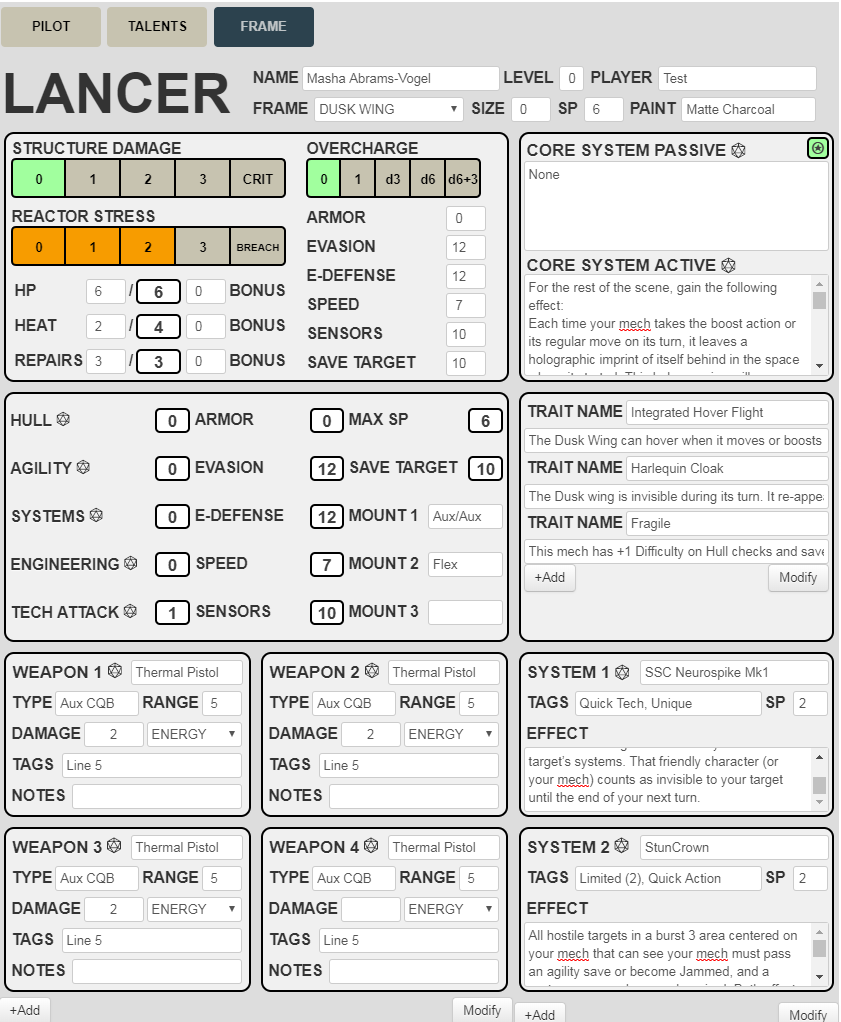 PILOT TALENTS FRAME
LANCER
NAME Masha Abrams-Vogel LEVEL 0 PLAYER Test
FRAME DUSK WING SIZE 0 SP 6 PAINT Matte Charcoal
STRUCTURE DAMAGE
0 1 2 3 CRIT
REACTOR STRESS
0 1 2 3 BREACH
HP 6 / 6 0 BONUS
HEAT 2 / 4 0 BONUS
REPAIRS 3 / 3 0 BONUS
OVERCHARGE
0 1 d3 d6 d6+3
ARMOR 0
EVASION 12
E-DEFENSE 12
SPEED 7
SENSORS 10
SAVE TARGET 10
CORE SYSTEM PASSIVE
None
CORE SYSTEM ACTIVE
For the rest of the scene, gain the following
effect:
Each time your mech takes the boost action or
its regular move on its turn, it leaves a
holographic imprint of itself behind in the space
HULL 0 ARMOR 0 MAX SP 6
AGILITY 0 EVASION 12 SAVE TARGET 10
SYSTEMS 0 E-DEFENSE 12 MOUNT 1 Aux/Aux
ENGINEERING 0 SPEED 7 MOUNT 2 Flex
TECH ATTACK 1 SENSORS 10 MOUNT 3
TRAIT NAME Integrated Hover Flight
The Dusk Wing can hover when it moves or boosts
TRAIT NAME Harlequin Cloak
The Dusk wing is invisible during its turn. It re-appe
TRAIT NAME Fragile
This mech has +1 Difficulty on Hull checks and save
+Add Modify
WEAPON 1 Thermal Pistol
TYPE Aux CQB RANGE 5
DAMAGE 2 ENERGY
TAGS Line 5
NOTES
WEAPON 2 Thermal Pistol
TYPE Aux CQB RANGE 5
DAMAGE 2 ENERGY
TAGS Line 5
NOTES
SYSTEM 1 SSC Neurospike Mk1
TAGS Quick Tech, Unique SP 2
EFFECT
target's systems. That friendly character (or
your mech) counts as invisible to your target
until the end of your next turn.
WEAPON 3 Thermal Pistol
TYPE Aux CQB RANGE 5
DAMAGE 2 ENERGY
TAGS Line 5
NOTES
WEAPON 4 Thermal Pistol
TYPE Aux CQB RANGE 5
DAMAGE ENERGY
TAGS Line 5
NOTES
SYSTEM 2 StunCrown
TAGS Limited (2), Quick Action SP 2
EFFECT
All hostile targets in a burst 3 area centered on
your mech that can see your mech must pass
an agility save or become Jammed, and a
+Add Modify
+Add Modify